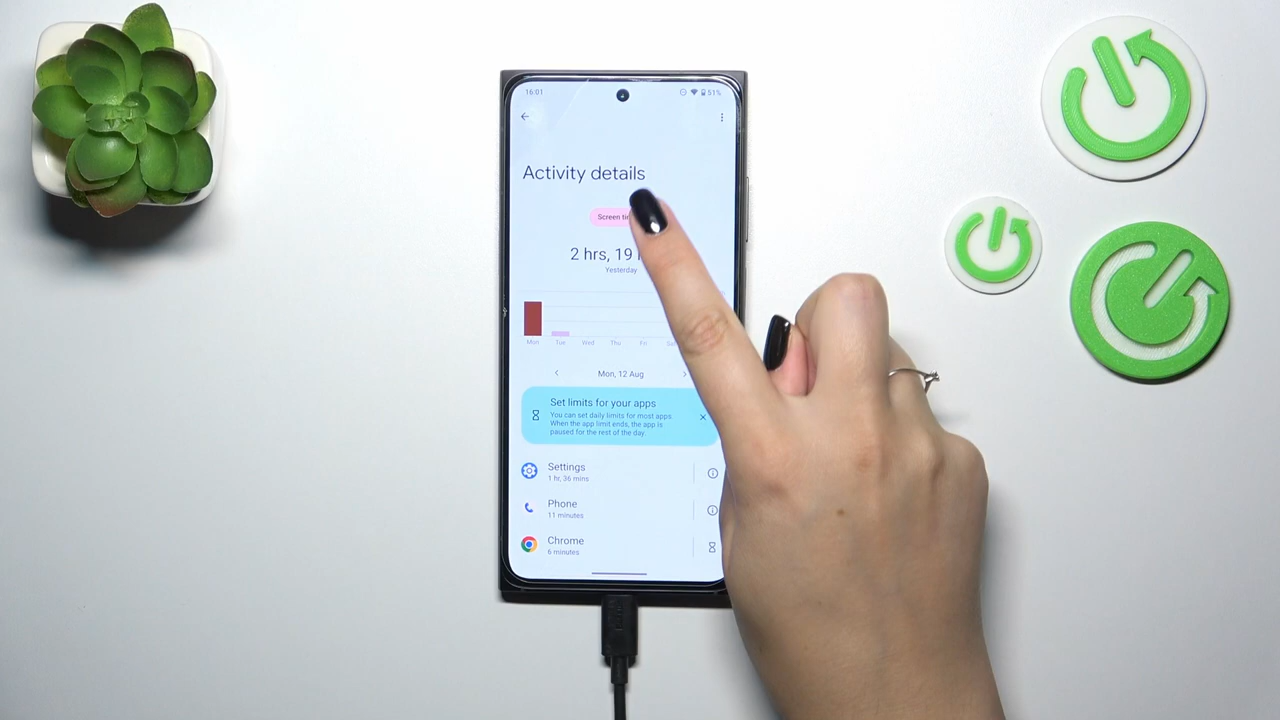 16:01
51%
Activity details
Screen
2 hrs, 19
Yesterday
Mon Tue Wed Thu Fri
Mon, 12 Aug
Set limits for your apps
You can set daily limits for most apps
When the app limit ends, the app is
paused for the rest of the day.
Settings
1 hr, 36 mins
Phone
11 minutes
Chrome
6 minutes